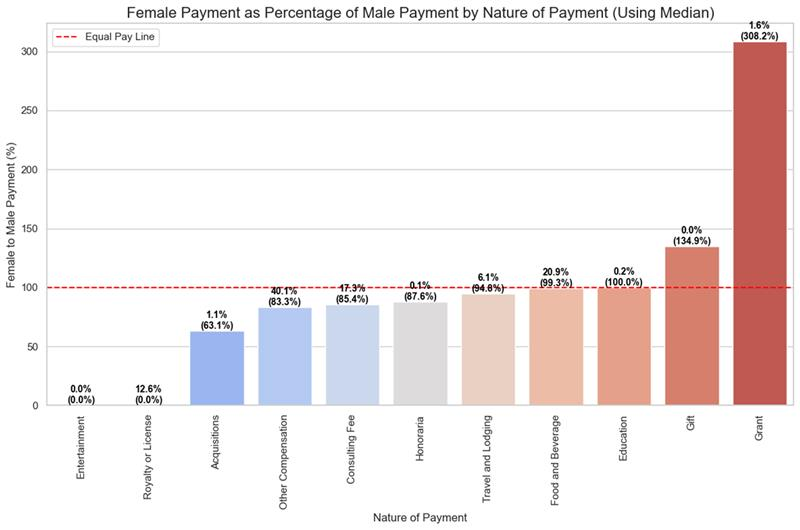 Female Payment as Percentage of Male Payment by Nature of Payment (Using Median)
Equal Pay Line
Female to Male Payment (%)
300
250
200
150
100
50
0
0.0%
(0.0%)
12.6%
(0.0%)
1.1%
(63.1%)
40.1%
(83.3%)
17.3%
(85.4%)
0.1%
(87.6%)
6.1%
(94.8%)
20.9%
(99.3%)
0.2%
(100.0%)
0.0%
(134.9%)
1.6%
(308.2%)
Entertainment
Royalty or License
Acquisitions
Other Compensation
Consulting Fee
Honoraria
Travel and Lodging
Food and Beverage
Education
Gift
Grant
Nature of Payment